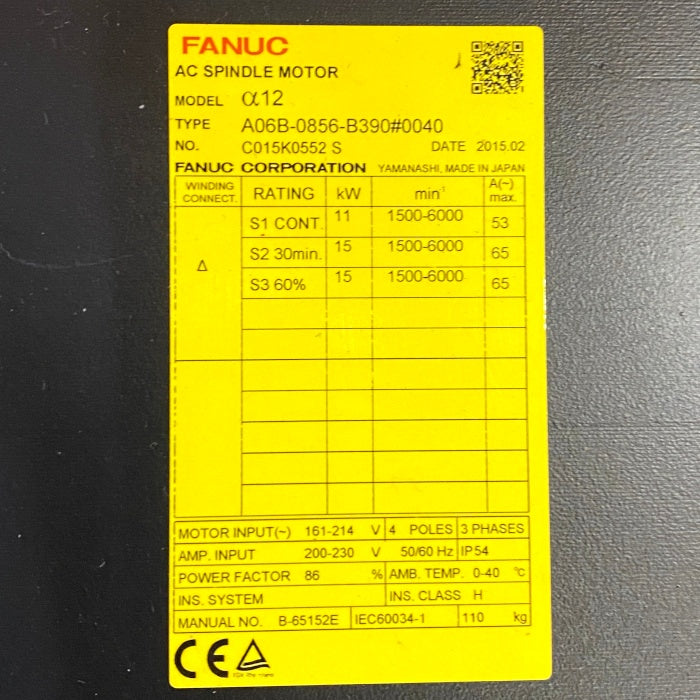 FANUC
AC SPINDLE MOTOR
MODEL α12
TYPE A06B-0856-B390#0040
NO. C015K0552 S DATE 2015.02
FANUC CORPORATION YAMANASHI, MADE IN JAPAN
WINDING CONNECT. RATING kW min⁻¹ A(~) max.
Δ S1 CONT. 11 1500-6000 53
S2 30min. 15 1500-6000 65
S3 60% 15 1500-6000 65
MOTOR INPUT(~) 161-214 V 4 POLES 3 PHASES
AMP. INPUT 200-230 V 50/60 Hz IP54
POWER FACTOR 86 % AMB. TEMP. 0-40 ℃
INS. SYSTEM INS. CLASS H
MANUAL NO. B-65152E IEC60034-1 110 kg
CE